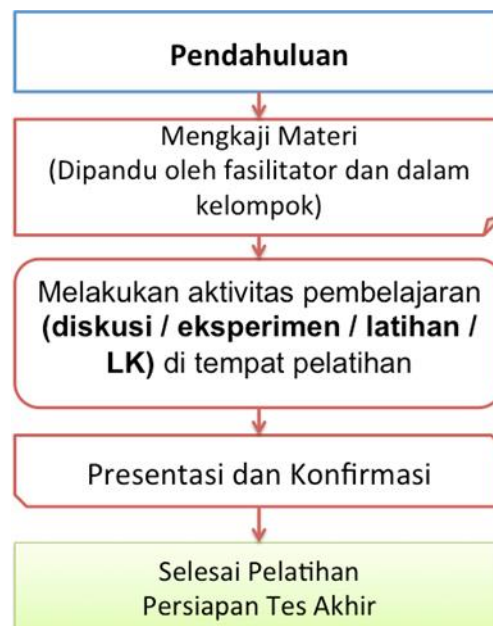 Pendahuluan
Mengkaji Materi
(Dipandu oleh fasilitator dan dalam
kelompok)
Melakukan aktivitas pembelajaran
(diskusi / eksperimen / latihan /
LK) di tempat pelatihan
Presentasi dan Konfirmasi
Selesai Pelatihan
Persiapan Tes Akhir